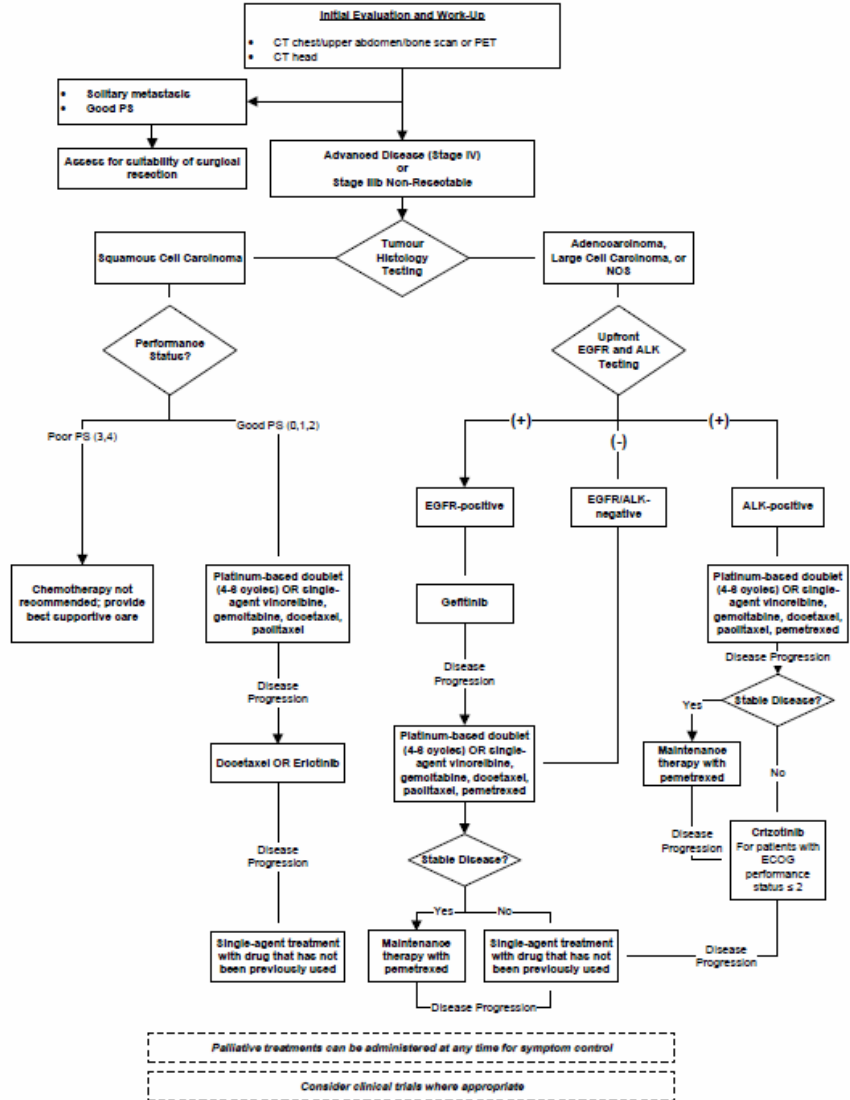 Initial Evaluation and Work-Up
• CT chest/upper abdomen/bone scan or PET
• CT head
• Solitary metastasis
• Good PS
Assess for suitability of surgical
resection
Advanced Disease (Stage IV)
or
Stage IIIb Non-Resectable
Tumour
Histology
Testing
Squamous Cell Carcinoma
Adenocarcinoma,
Large Cell Carcinoma, or
NOS
Performance
Status?
Upfront
EGFR and ALK
Testing
Poor PS (3,4)
Good PS (0,1,2)
(+)
(-)
(+)
EGFR-positive
EGFR/ALK-
negative
ALK-positive
Chemotherapy not
recommended; provide
best supportive care
Platinum-based doublet
(4-6 cycles) OR single-
agent vinorelbine,
gemcitabine, docetaxel,
paclitaxel
Gefitinib
Platinum-based doublet
(4-6 cycles) OR single-
agent vinorelbine,
gemcitabine, docetaxel,
paclitaxel, pemetrexed
Disease
Progression
Disease
Progression
Disease Progression
Stable Disease?
Yes
No
Docetaxel OR Erlotinib
Platinum-based doublet
(4-6 cycles) OR single-
agent vinorelbine,
gemcitabine, docetaxel,
paclitaxel, pemetrexed
Maintenance
therapy with
pemetrexed
Disease
Progression
Crizotinib
For patients with
ECOG
performance
status ≤ 2
Disease
Progression
Stable Disease?
Yes
No
Single-agent treatment
with drug that has not
been previously used
Maintenance
therapy with
pemetrexed
Single-agent treatment
with drug that has not
been previously used
Disease
Progression
Disease Progression
Palliative treatments can be administered at any time for symptom control
Consider clinical trials where appropriate